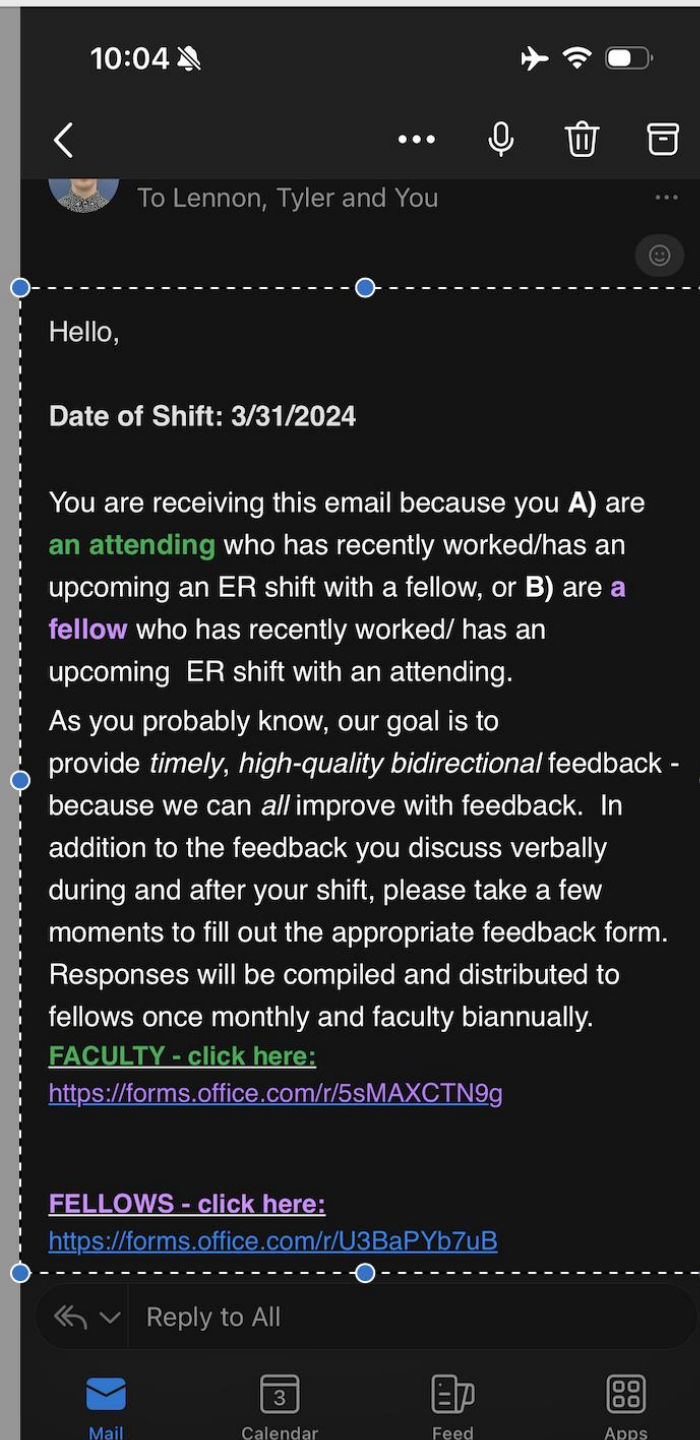 10:04
To Lennon, Tyler and You
Hello,
Date of Shift: 3/31/2024
You are receiving this email because you A) are
an attending who has recently worked/has an
upcoming an ER shift with a fellow, or B) are a
fellow who has recently worked/ has an
upcoming  ER shift with an attending.
As you probably know, our goal is to
provide timely, high-quality bidirectional feedback -
because we can all improve with feedback.  In
addition to the feedback you discuss verbally
during and after your shift, please take a few
moments to fill out the appropriate feedback form.
Responses will be compiled and distributed to
fellows once monthly and faculty biannually.
FACULTY - click here:
https://forms.office.com/r/5sMAXCTN9g
FELLOWS - click here:
https://forms.office.com/r/U3BaPYb7uB
Reply to All
3
Mail
Calendar
Feed
Apps